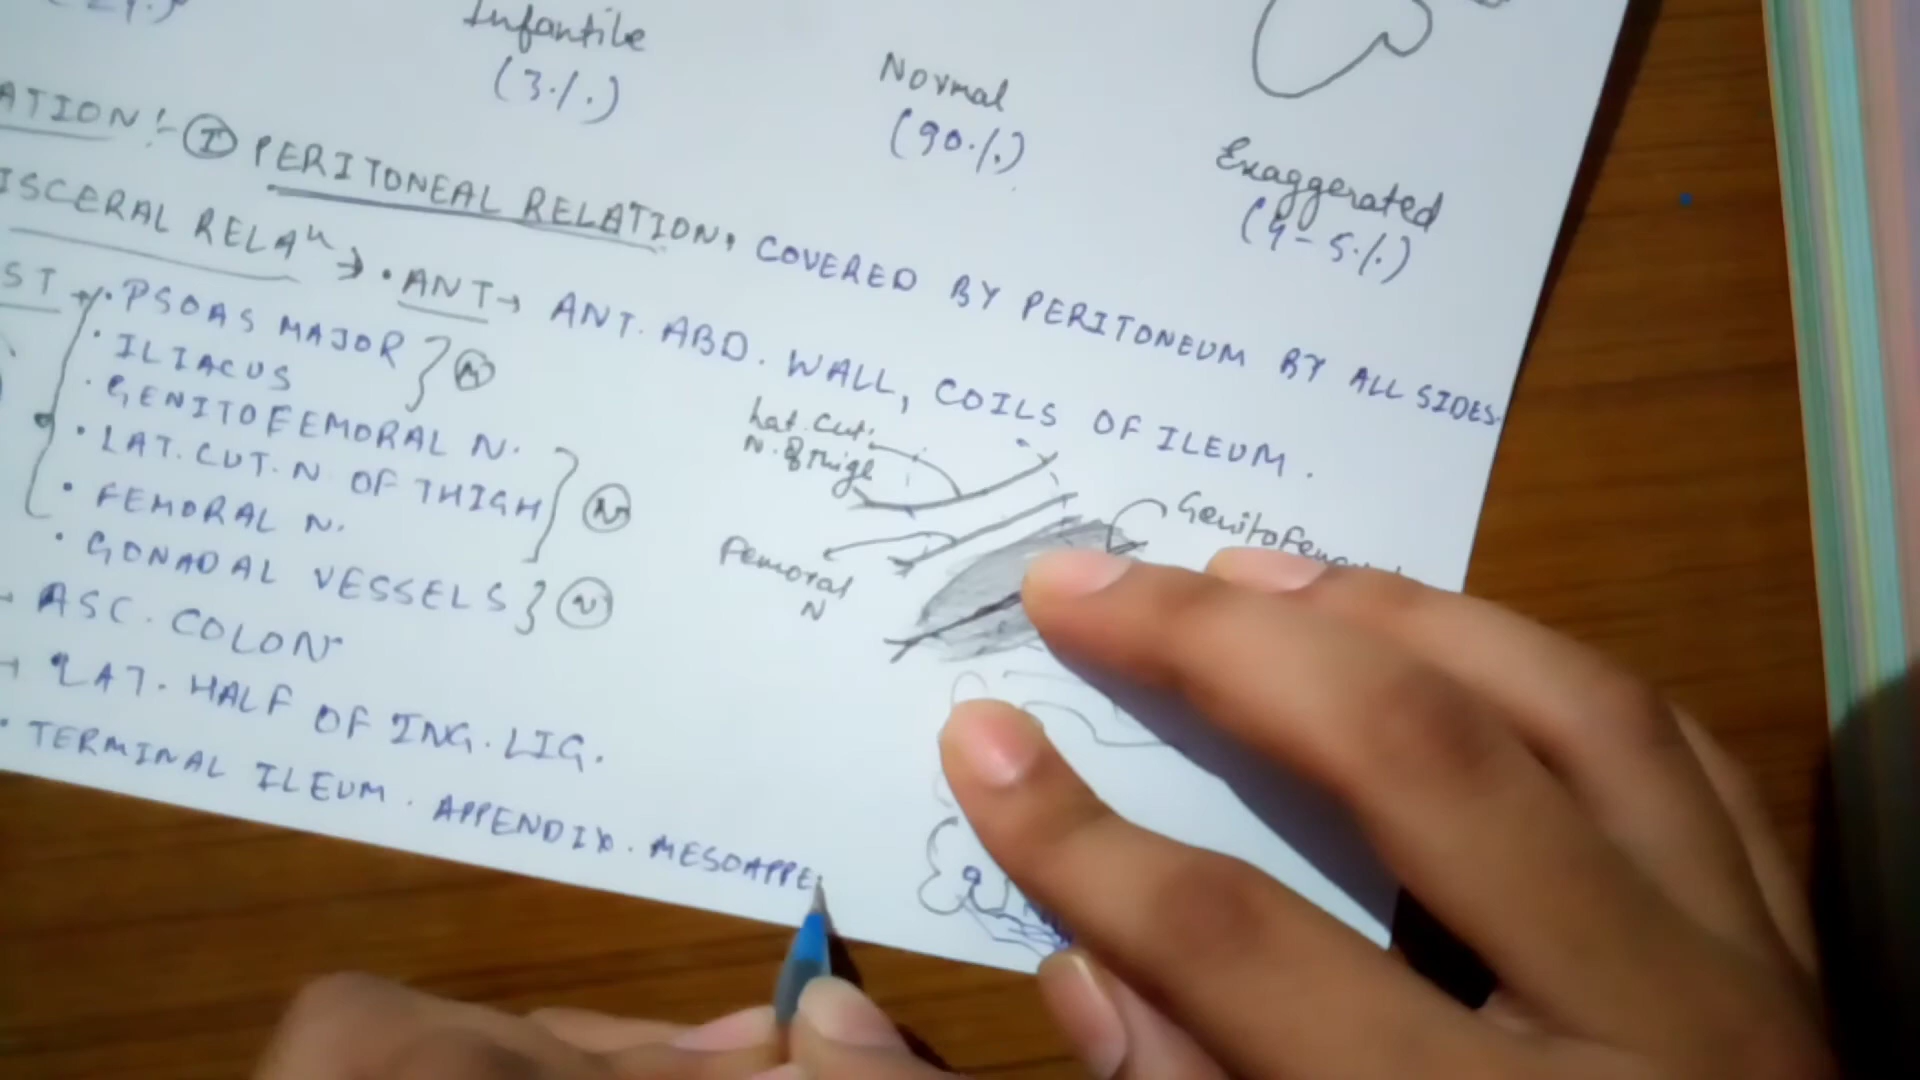 Infantile
(3%)
Normal
(90%)
Exaggerated
(4-5%)
ATION:- I PERITONEAL RELATION. COVERED BY PERITONEUM BY ALL SIDES.
ISCERAL RELAn → • ANT → ANT. ABD. WALL, COILS OF ILEUM.
ST → • PSOAS MAJOR
• ILIACUS
• GENITOFEMORAL N.
• LAT. CUT. N OF THIGH
• FEMORAL N.
• GONADAL VESSELS } (V)
→ ASC. COLON
→ LAT. HALF OF ING. LIG.
• TERMINAL ILEUM. APPENDIX. MESOAPPE
Lat. Cut.
N. of thigh
Femoral
N